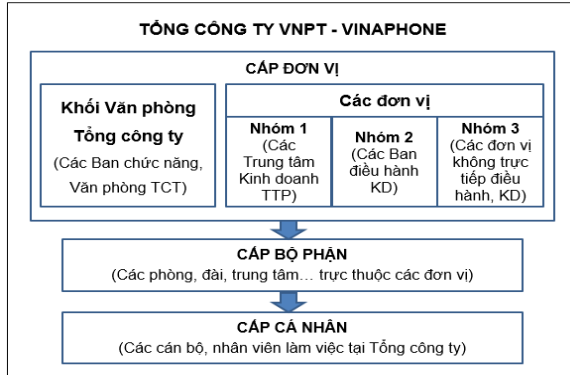 TỔNG CÔNG TY VNPT - VINAPHONE
CẤP ĐƠN VỊ
Khối Văn phòng
Tổng công ty
(Các Ban chức năng,
Văn phòng TCT)
Các đơn vị
Nhóm 1
(Các
Trung tâm
Kinh doanh
TTP)
Nhóm 2
(Các Ban
điều hành
KD)
Nhóm 3
(Các đơn vị
không trực
tiếp điều
hành, KD)
CẤP BỘ PHẬN
(Các phòng, đài, trung tâm... trực thuộc các đơn vị)
CẤP CÁ NHÂN
(Các cán bộ, nhân viên làm việc tại Tổng công ty)